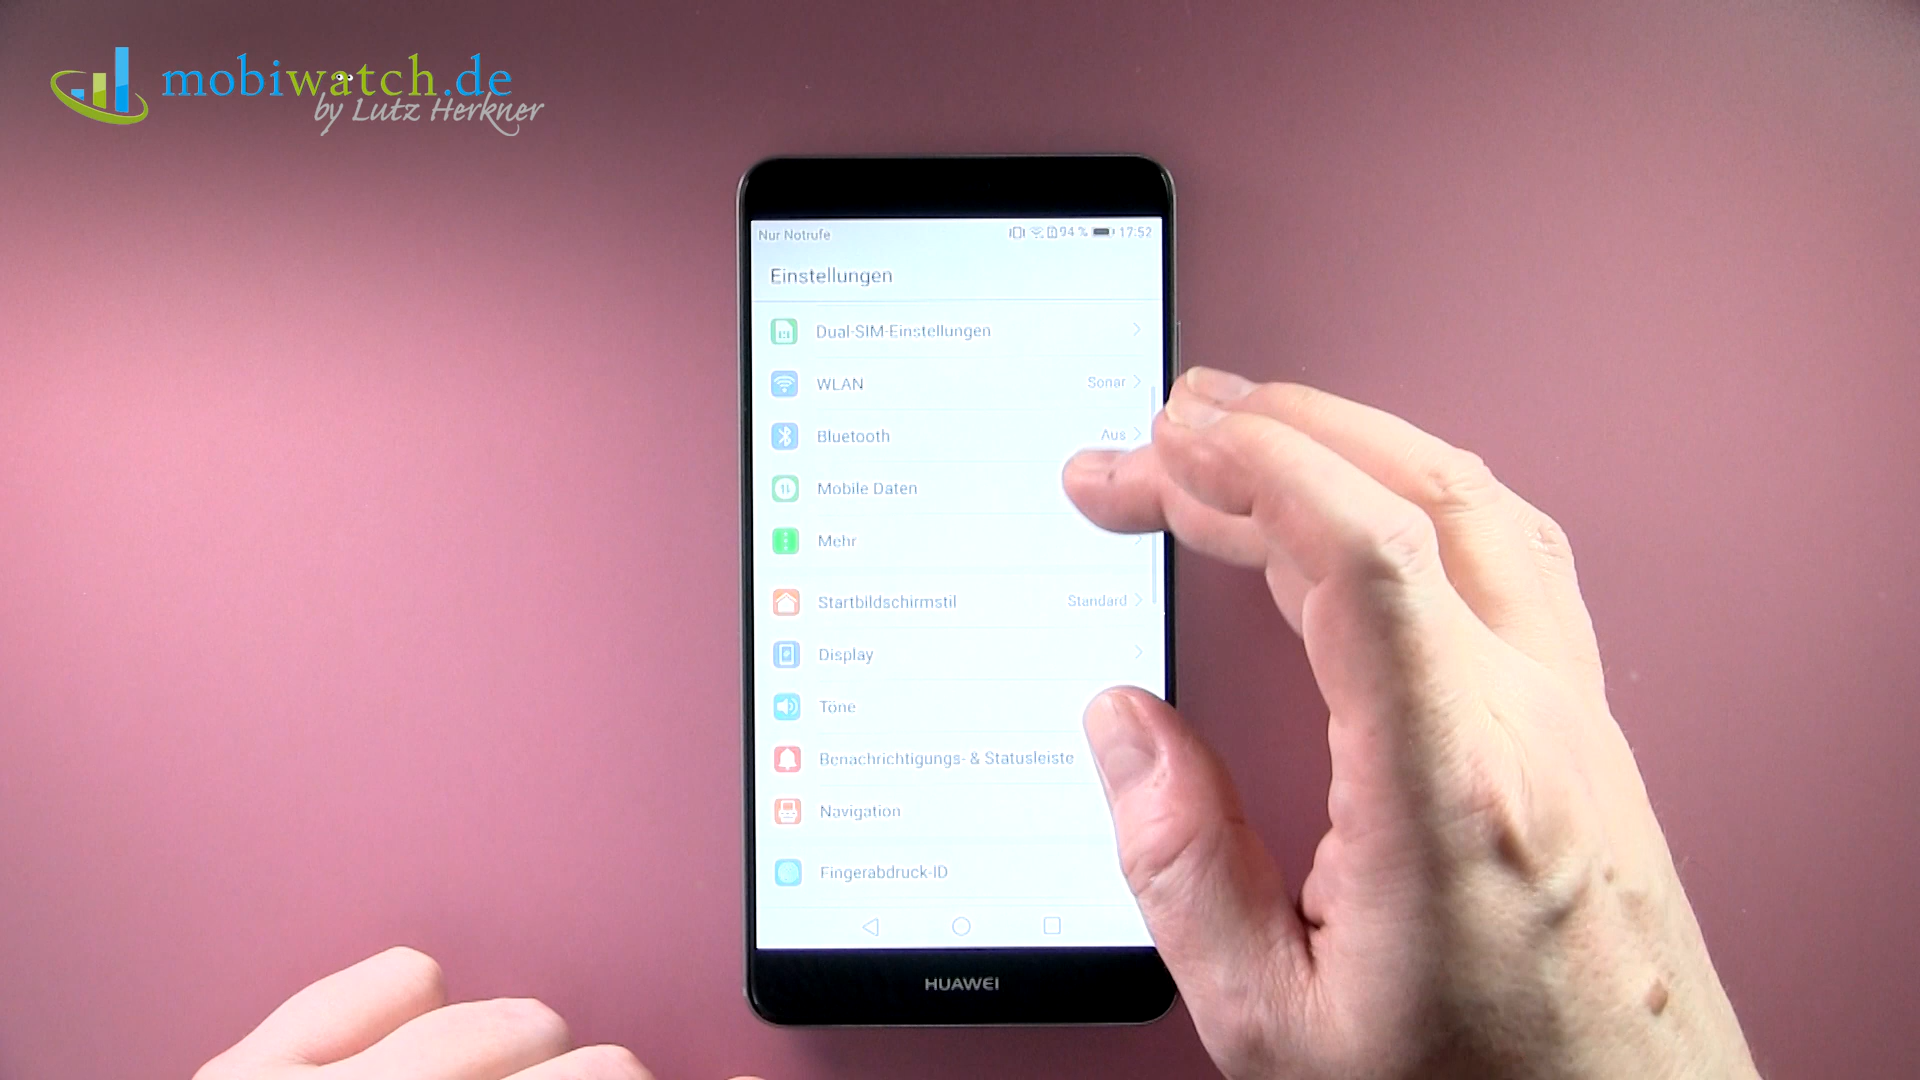 mobiwatch.de
by Lutz Herkner
Nur Notrufe 94 % 17:52
Einstellungen
Dual-SIM-Einstellungen
WLAN Sonar
Bluetooth Aus
Mobile Daten
Mehr
Startbildschirmstil Standard
Display
Töne
Benachrichtigungs- & Statusleiste
Navigation
Fingerabdruck-ID
HUAWEI